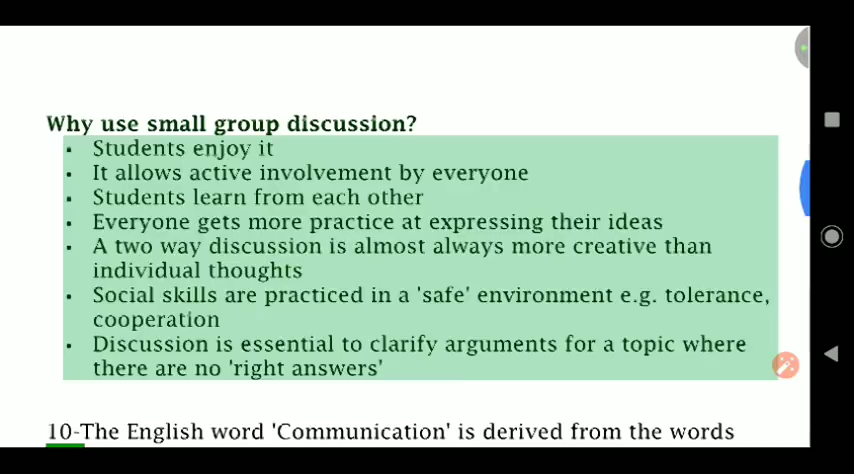 Why use small group discussion?
▪ Students enjoy it
▪ It allows active involvement by everyone
▪ Students learn from each other
▪ Everyone gets more practice at expressing their ideas
▪ A two way discussion is almost always more creative than
individual thoughts
▪ Social skills are practiced in a 'safe' environment e.g. tolerance,
cooperation
▪ Discussion is essential to clarify arguments for a topic where
there are no 'right answers'
10-The English word 'Communication' is derived from the words